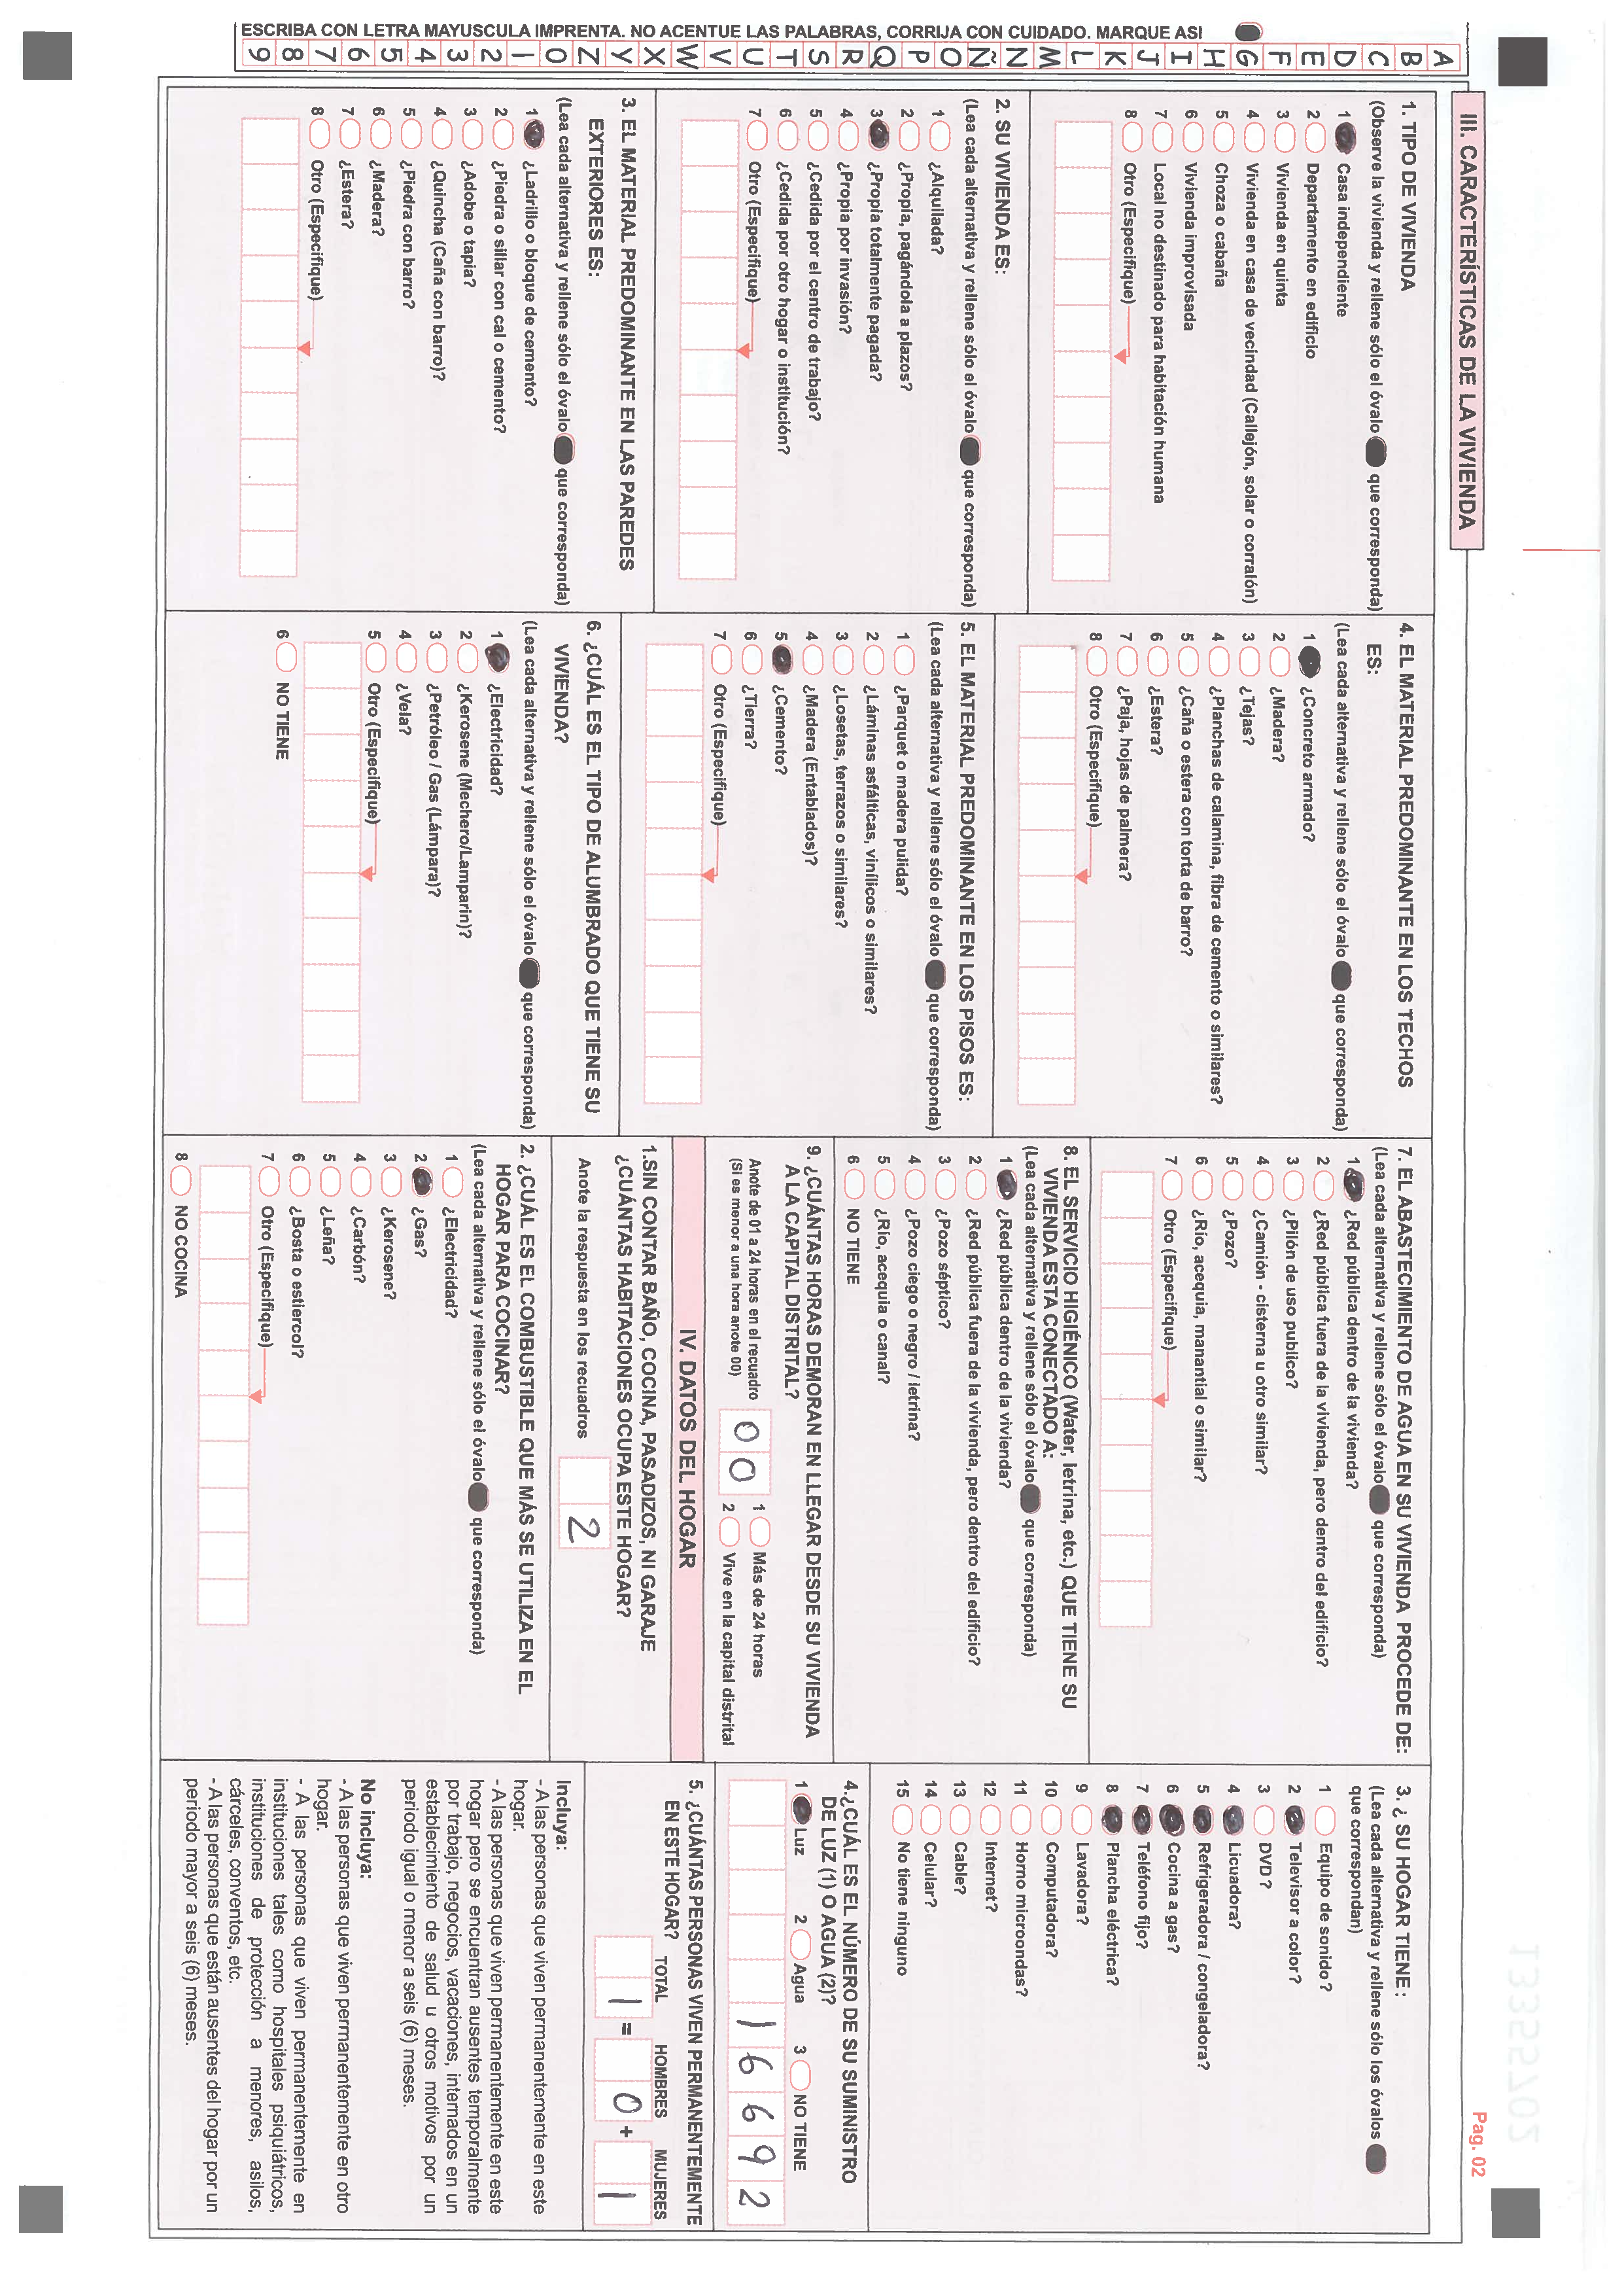 ESCRIBA CON LETRA MAYUSCULA IMPRENTA. NO ACENTUE LAS PALABRAS, CORRIJA CON CUIDADO. MARQUE ASI
A B C D E F G H I J K L M N Ñ O P Q R S T U V W X Y Z 0 1 2 3 4 5 6 7 8 9
Pag. 02
III. CARACTERÍSTICAS DE LA VIVIENDA
1. TIPO DE VIVIENDA
(Observe la vivienda y rellene sólo el óvalo que corresponda)
1 Casa independiente
2 Departamento en edificio
3 Vivienda en quinta
4 Vivienda en casa de vecindad (Callejón, solar o corralón)
5 Choza o cabaña
6 Vivienda improvisada
7 Local no destinado para habitación humana
8 Otro (Especifique)
2. SU VIVIENDA ES:
(Lea cada alternativa y rellene sólo el óvalo que corresponda)
1 ¿Alquilada?
2 ¿Propia, pagándola a plazos?
3 ¿Propia totalmente pagada?
4 ¿Propia por invasión?
5 ¿Cedida por el centro de trabajo?
6 ¿Cedida por otro hogar o institución?
7 Otro (Especifique)
3. EL MATERIAL PREDOMINANTE EN LAS PAREDES
EXTERIORES ES:
(Lea cada alternativa y rellene sólo el óvalo que corresponda)
1 ¿Ladrillo o bloque de cemento?
2 ¿Piedra o sillar con cal o cemento?
3 ¿Adobe o tapia?
4 ¿Quincha (Caña con barro)?
5 ¿Piedra con barro?
6 ¿Madera?
7 ¿Estera?
8 Otro (Especifique)
4. EL MATERIAL PREDOMINANTE EN LOS TECHOS
ES:
(Lea cada alternativa y rellene sólo el óvalo que corresponda)
1 ¿Concreto armado?
2 ¿Madera?
3 ¿Tejas?
4 ¿Planchas de calamina, fibra de cemento o similares?
5 ¿Caña o estera con torta de barro?
6 ¿Estera?
7 ¿Paja, hojas de palmera?
8 Otro (Especifique)
5. EL MATERIAL PREDOMINANTE EN LOS PISOS ES:
(Lea cada alternativa y rellene sólo el óvalo que corresponda)
1 ¿Parquet o madera pulida?
2 ¿Láminas asfálticas, vinílicos o similares?
3 ¿Losetas, terrazos o similares?
4 ¿Madera (Entablados)?
5 ¿Cemento?
6 ¿Tierra?
7 Otro (Especifique)
6. ¿CUÁL ES EL TIPO DE ALUMBRADO QUE TIENE SU
VIVIENDA?
(Lea cada alternativa y rellene sólo el óvalo que corresponda)
1 ¿Electricidad?
2 ¿Kerosene (Mechero/Lamparin)?
3 ¿Petróleo / Gas (Lámpara)?
4 ¿Vela?
5 Otro (Especifique)
6 NO TIENE
7. EL ABASTECIMIENTO DE AGUA EN SU VIVIENDA PROCEDE DE:
(Lea cada alternativa y rellene sólo el óvalo que corresponda)
1 ¿Red pública dentro de la vivienda?
2 ¿Red pública fuera de la vivienda, pero dentro del edificio?
3 ¿Pilón de uso publico?
4 ¿Camión - cisterna u otro similar?
5 ¿Pozo?
6 ¿Río, acequia, manantial o similar?
7 Otro (Especifique)
8. EL SERVICIO HIGIÉNICO (Water, letrina, etc.) QUE TIENE SU
VIVIENDA ESTA CONECTADO A:
(Lea cada alternativa y rellene sólo el óvalo que corresponda)
1 ¿Red pública dentro de la vivienda?
2 ¿Red pública fuera de la vivienda, pero dentro del edificio?
3 ¿Pozo séptico?
4 ¿Pozo ciego o negro / letrina?
5 ¿Río, acequia o canal?
6 NO TIENE
9. ¿CUÁNTAS HORAS DEMORAN EN LLEGAR DESDE SU VIVIENDA
A LA CAPITAL DISTRITAL?
Anote de 01 a 24 horas en el recuadro
(Si es menor a una hora anote 00)
0 0
1 Más de 24 horas
2 Vive en la capital distrital
IV. DATOS DEL HOGAR
1.SIN CONTAR BAÑO, COCINA, PASADIZOS, NI GARAJE
¿CUÁNTAS HABITACIONES OCUPA ESTE HOGAR?
Anote la respuesta en los recuadros 2
2. ¿CUÁL ES EL COMBUSTIBLE QUE MÁS SE UTILIZA EN EL
HOGAR PARA COCINAR?
(Lea cada alternativa y rellene sólo el óvalo que corresponda)
1 ¿Electricidad?
2 ¿Gas?
3 ¿Kerosene?
4 ¿Carbón?
5 ¿Leña?
6 ¿Bosta o estiercol?
7 Otro (Especifique)
8 NO COCINA
3. ¿ SU HOGAR TIENE :
(Lea cada alternativa y rellene sólo los óvalos
que correspondan)
1 Equipo de sonido?
2 Televisor a color?
3 DVD?
4 Licuadora?
5 Refrigeradora / congeladora?
6 Cocina a gas?
7 Teléfono fijo?
8 Plancha eléctrica?
9 Lavadora?
10 Computadora?
11 Horno microondas?
12 Internet?
13 Cable?
14 Celular?
15 No tiene ninguno
4.¿CUÁL ES EL NÚMERO DE SU SUMINISTRO
DE LUZ (1) O AGUA (2)?
1 Luz 2 Agua 3 NO TIENE
1 6 6 9 2
5. ¿CUÁNTAS PERSONAS VIVEN PERMANENTEMENTE
EN ESTE HOGAR?
TOTAL HOMBRES MUJERES
1 = 0 + 1
Incluya:
- A las personas que viven permanentemente en este
hogar.
- A las personas que viven permanentemente en este
hogar pero se encuentran ausentes temporalmente
por trabajo, negocios, vacaciones, internados en un
establecimiento de salud u otros motivos por un
periodo igual o menor a seis (6) meses.
No incluya:
- A las personas que viven permanentemente en otro
hogar.
- A las personas que viven permanentemente en
instituciones tales como hospitales psiquiátricos,
instituciones de protección a menores, asilos,
cárceles, conventos, etc.
- A las personas que están ausentes del hogar por un
periodo mayor a seis (6) meses.